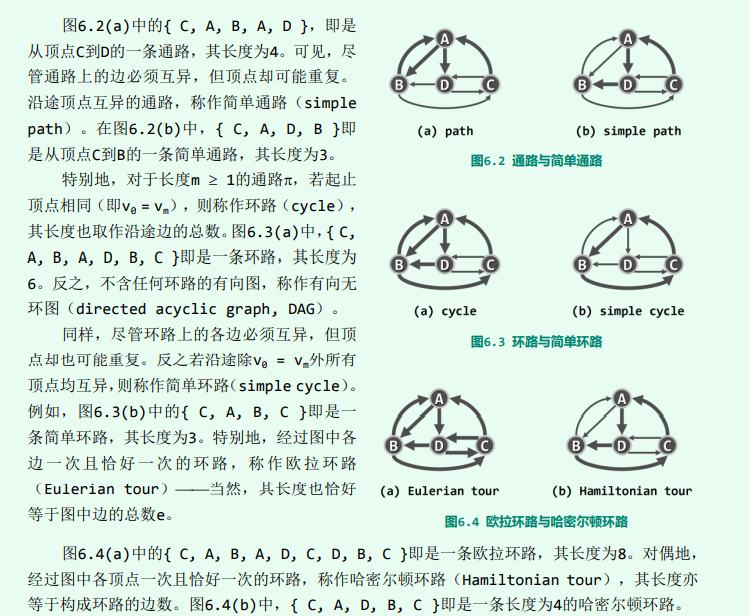 图6.2(a)中的{ C, A, B, A, D }，即是
从顶点C到D的一条通路，其长度为4。可见，尽
管通路上的边必须互异，但顶点却可能重复。
沿途顶点互异的通路，称作简单通路（simple
path）。在图6.2(b)中，{ C, A, D, B }即
是从顶点C到B的一条简单通路，其长度为3。
特别地，对于长度m ≥ 1的通路π，若起止
顶点相同（即v₀ = vₘ），则称作环路（cycle），
其长度也取作沿途边的总数。图6.3(a)中，{ C,
A, B, A, D, B, C }即是一条环路，其长度为
6。反之，不含任何环路的有向图，称作有向无
环图（directed acyclic graph, DAG）。
同样，尽管环路上的各边必须互异，但顶
点却也可能重复。反之若沿途除v₀ = vₘ外所有
顶点均互异，则称作简单环路（simple cycle）。
例如，图6.3(b)中的{ C, A, B, C }即是一
条简单环路，其长度为3。特别地，经过图中各
边一次且恰好一次的环路，称作欧拉环路
（Eulerian tour）——当然，其长度也恰好
等于图中边的总数e。
A
B
D
C
(a) path
A
B
D
C
(b) simple path
图6.2 通路与简单通路
A
B
D
C
(a) cycle
A
B
D
C
(b) simple cycle
图6.3 环路与简单环路
A
B
D
C
(a) Eulerian tour
A
B
D
C
(b) Hamiltonian tour
图6.4 欧拉环路与哈密尔顿环路
图6.4(a)中的{ C, A, B, A, D, C, D, B, C }即是一条欧拉环路，其长度为8。对偶地，
经过图中各顶点一次且恰好一次的环路，称作哈密尔顿环路（Hamiltonian tour），其长度亦
等于构成环路的边数。图6.4(b)中，{ C, A, D, B, C }即是一条长度为4的哈密尔顿环路。